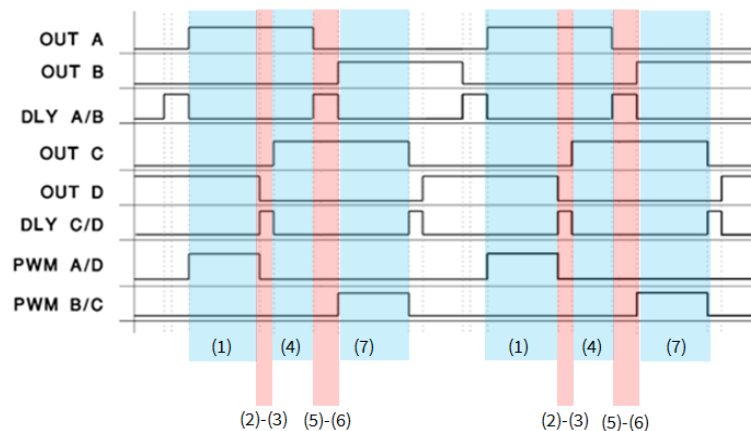 OUT A
OUT B
DLY A/B
OUT C
OUT D
DLY C/D
PWM A/D
PWM B/C
(1) (4) (7) (1) (4) (7)
(2)-(3) (5)-(6) (2)-(3) (5)-(6)